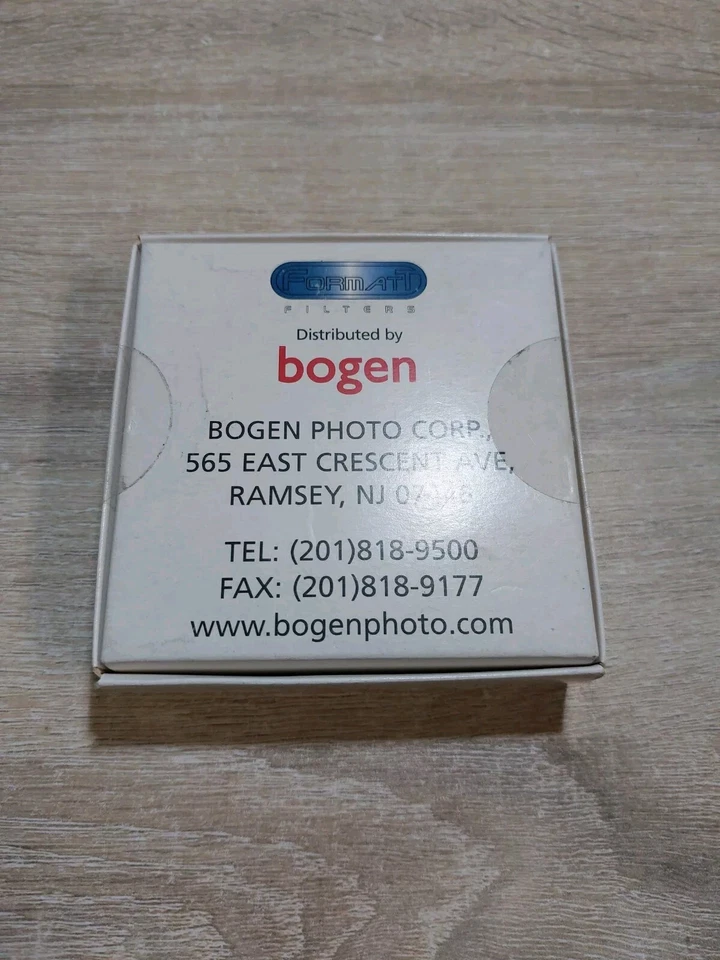 FORMATT
FILTERS
Distributed by
bogen
BOGEN PHOTO CORP.,
565 EAST CRESCENT AVE,
RAMSEY, NJ 07446
TEL: (201)818-9500
FAX: (201)818-9177
www.bogenphoto.com